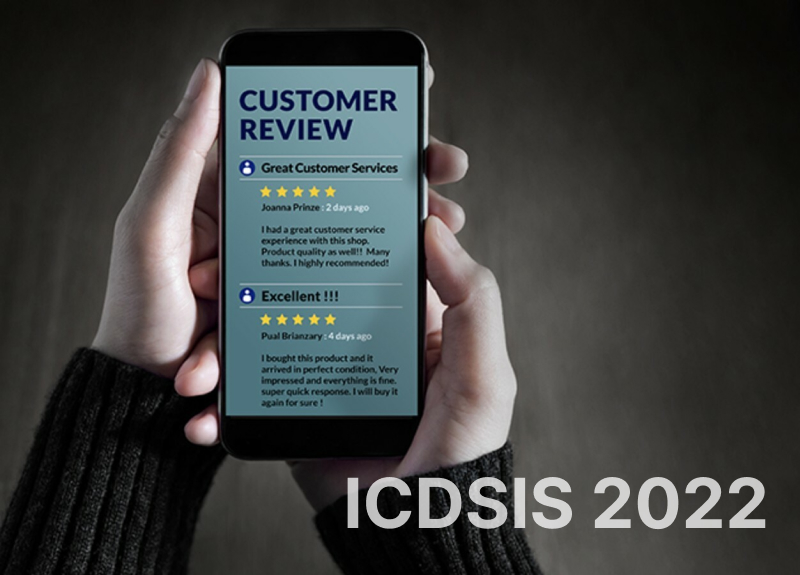 CUSTOMER
REVIEW
Great Customer Services
Joanna Prinze : 2 days ago
I had a great customer service
experience with this shop.
Product quality as well!! Many
thanks. I highly recommended!
Excellent !!!
Pual Brianzary : 4 days ago
I bought this product and it
arrived in perfect condition, Very
impressed and everything is fine.
super quick response. I will buy it
again for sure !
ICDSIS 2022